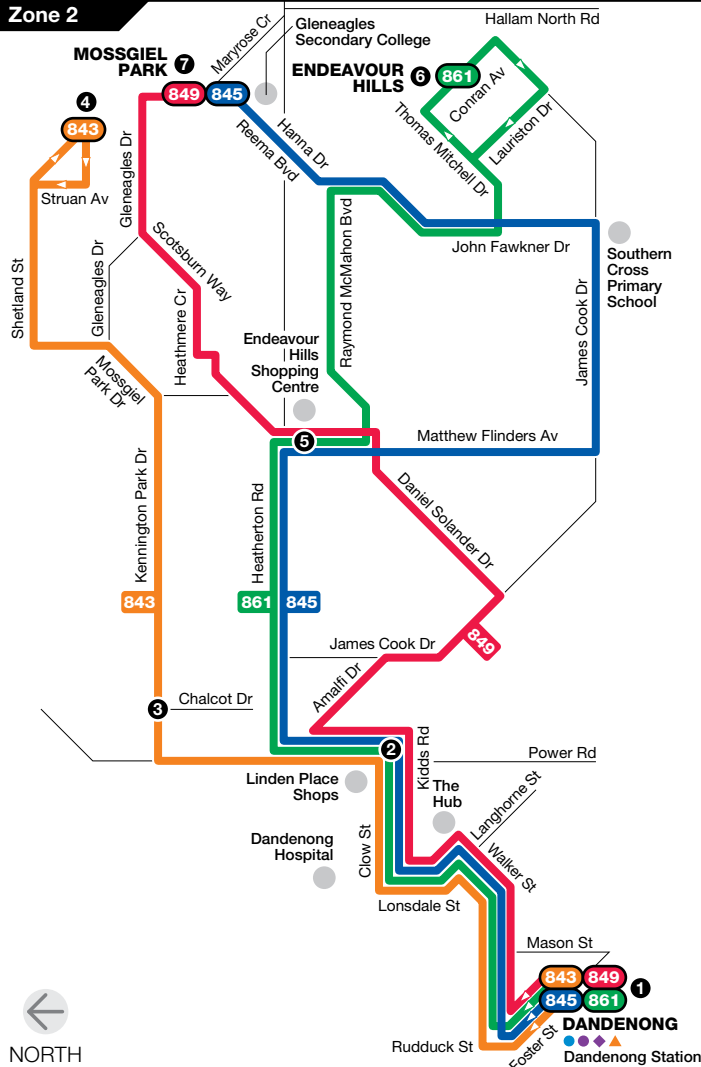 Zone 2
Hallam North Rd
Maryrose Cr
Gleneagles
Secondary College
MOSSGIEL
PARK
7
849
845
ENDEAVOUR
HILLS
6
861
Conran Av
Lauriston Dr
Thomas Mitchell Dr
4
843
Struan Av
Gleneagles Dr
Reema Bvd
Hanna Dr
John Fawkner Dr
Southern
Cross
Primary
School
Shetland St
Gleneagles Dr
Scotsburn Way
Heathmere Cr
Raymond McMahon Bvd
James Cook Dr
Mossgiel
Park Dr
Endeavour
Hills
Shopping
Centre
5
Matthew Flinders Av
Kennington Park Dr
Heatherton Rd
Daniel Solander Dr
843
861
845
849
James Cook Dr
Amalfi Dr
3
Chalcot Dr
2
Kidds Rd
Power Rd
Linden Place
Shops
The
Hub
Langhorne St
Walker St
Dandenong
Hospital
Clow St
Lonsdale St
Mason St
843
849
845
861
1
DANDENONG
Dandenong Station
Rudduck St
Foster St
NORTH